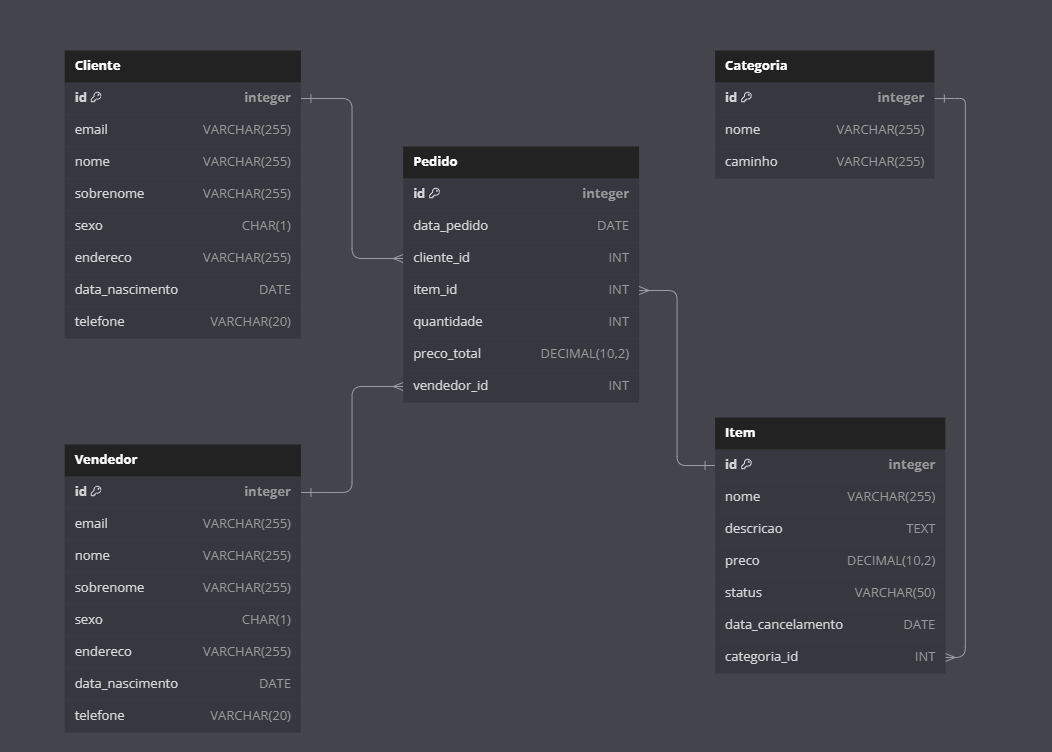 Cliente
id integer
email VARCHAR(255)
nome VARCHAR(255)
sobrenome VARCHAR(255)
sexo CHAR(1)
endereco VARCHAR(255)
data_nascimento DATE
telefone VARCHAR(20)
Pedido
id integer
data_pedido DATE
cliente_id INT
item_id INT
quantidade INT
preco_total DECIMAL(10,2)
vendedor_id INT
Categoria
id integer
nome VARCHAR(255)
caminho VARCHAR(255)
Vendedor
id integer
email VARCHAR(255)
nome VARCHAR(255)
sobrenome VARCHAR(255)
sexo CHAR(1)
endereco VARCHAR(255)
data_nascimento DATE
telefone VARCHAR(20)
Item
id integer
nome VARCHAR(255)
descricao TEXT
preco DECIMAL(10,2)
status VARCHAR(50)
data_cancelamento DATE
categoria_id INT